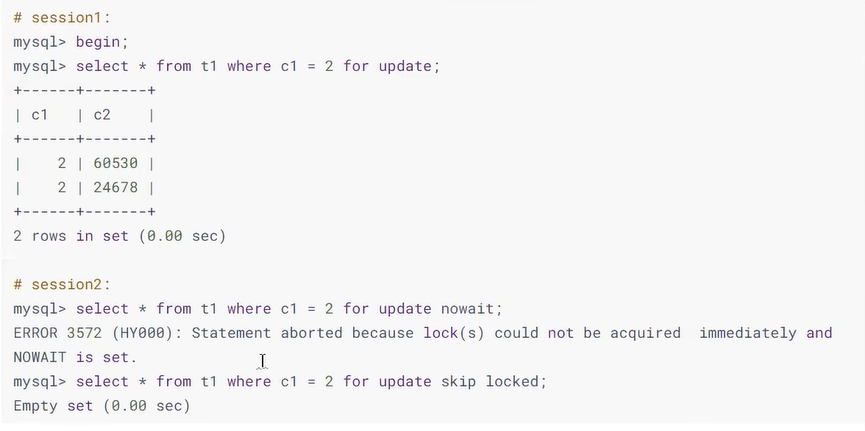 # session1:
mysql> begin;
mysql> select * from t1 where c1 = 2 for update;
+------+-------+
| c1   | c2    |
+------+-------+
|    2 | 60530 |
|    2 | 24678 |
+------+-------+
2 rows in set (0.00 sec)
# session2:
mysql> select * from t1 where c1 = 2 for update nowait;
ERROR 3572 (HY000): Statement aborted because lock(s) could not be acquired  immediately and
NOWAIT is set.
mysql> select * from t1 where c1 = 2 for update skip locked;
Empty set (0.00 sec)